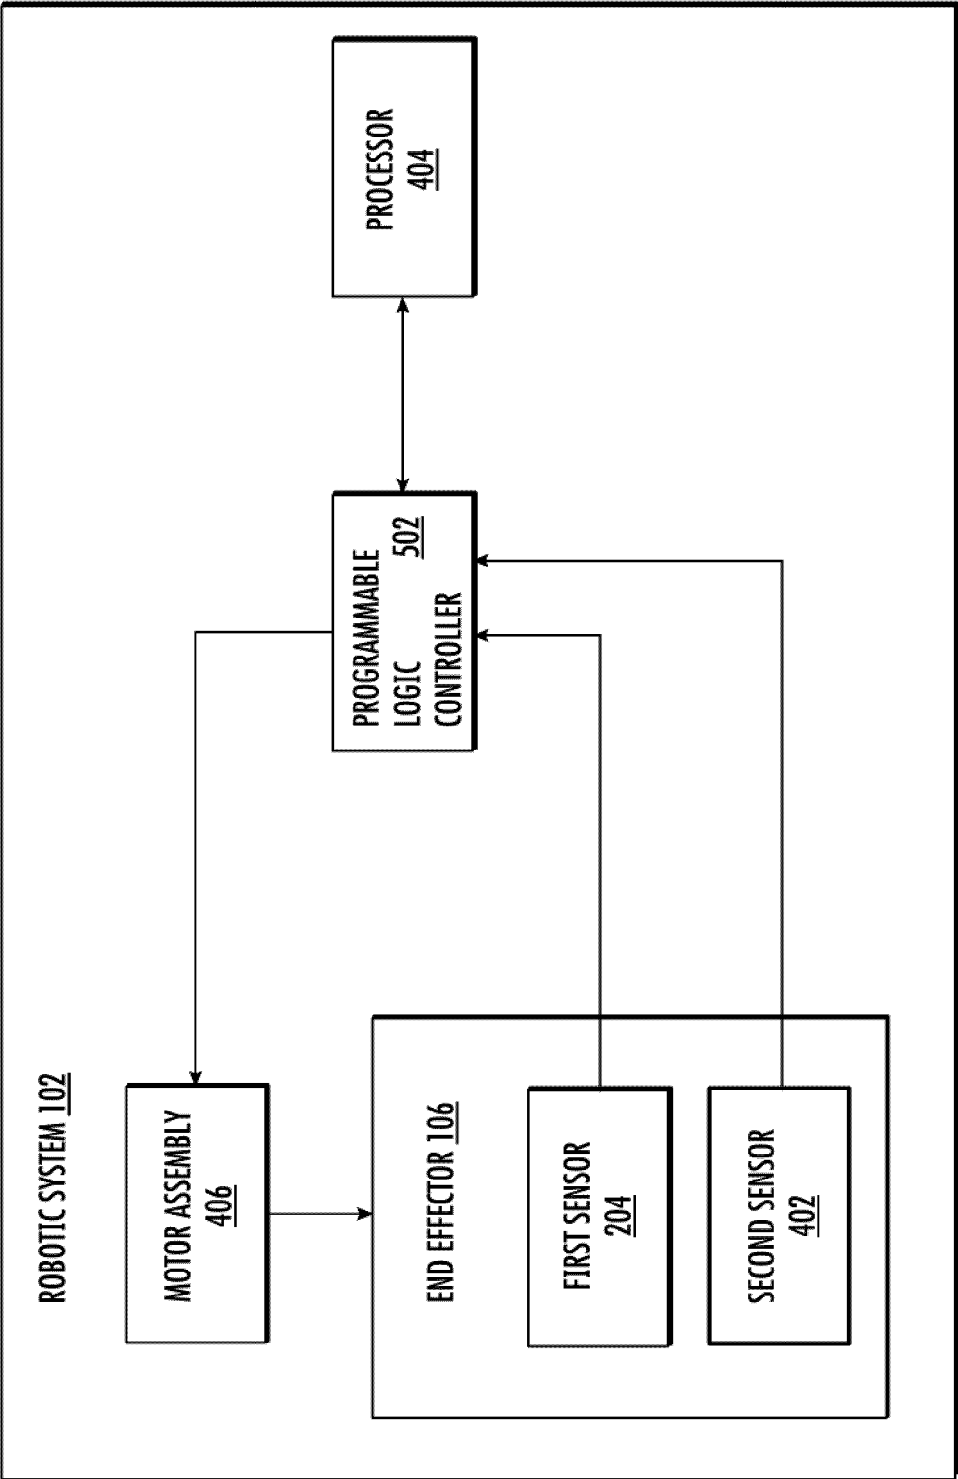 ROBOTIC SYSTEM 102
MOTOR ASSEMBLY
406
END EFFECTOR 106
FIRST SENSOR
204
SECOND SENSOR
402
PROGRAMMABLE
LOGIC 502
CONTROLLER
PROCESSOR
404